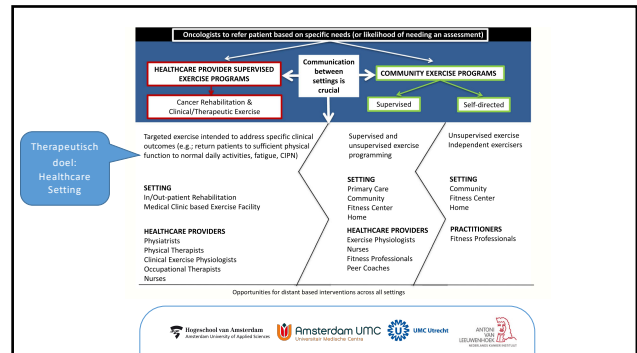 Oncologists to refer patient based on specific needs (or likelihood of needing an assessment)
HEALTHCARE PROVIDER SUPERVISED
EXERCISE PROGRAMS
Communication
between
settings is
crucial
COMMUNITY EXERCISE PROGRAMS
Cancer Rehabilitation &
Clinical/Therapeutic Exercise
Supervised
Self-directed
Therapeutisch
doel:
Healthcare
Setting
Targeted exercise intended to address specific clinical
outcomes (e.g.; return patients to sufficient physical
function to normal daily activities, fatigue, CIPN)
SETTING
In/Out-patient Rehabilitation
Medical Clinic based Exercise Facility
HEALTHCARE PROVIDERS
Physiatrists
Physical Therapists
Clinical Exercise Physiologists
Occupational Therapists
Nurses
Supervised and
unsupervised exercise
programming
SETTING
Primary Care
Community
Fitness Center
Home
HEALTHCARE PROVIDERS
Exercise Physiologists
Nurses
Fitness Professionals
Peer Coaches
Unsupervised exercise
Independent exercisers
SETTING
Community
Fitness Center
Home
PRACTITIONERS
Fitness Professionals
Opportunities for distant based interventions across all settings
Hogeschool van Amsterdam
Amsterdam University of Applied Sciences
Amsterdam UMC
Universitair Medische Centra
UMC Utrecht
ANTONI
VAN
LEEUWENHOEK
NEDERLANDS KANKER INSTITUUT